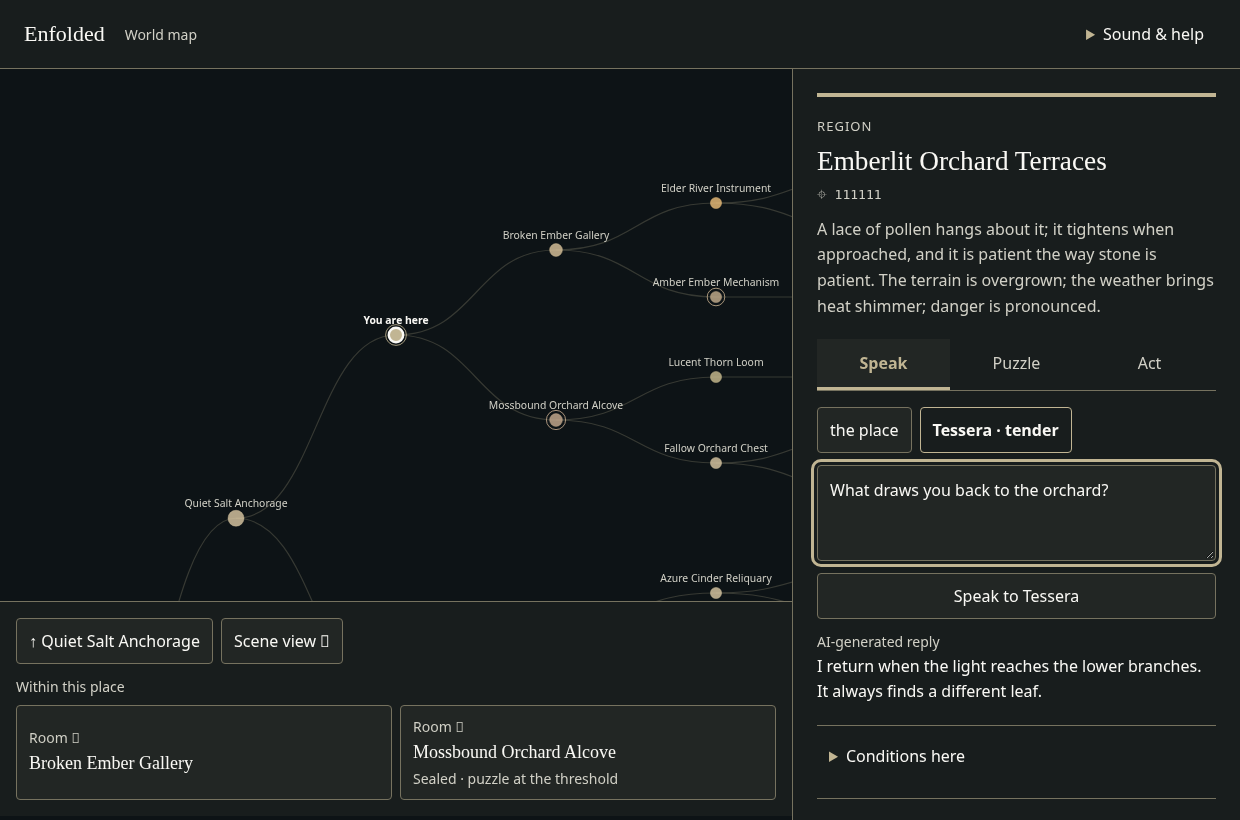 Enfolded
World map
Sound & help
Elder River Instrument
Broken Ember Gallery
Amber Ember Mechanism
You are here
Lucent Thorn Loom
Mossbound Orchard Alcove
Fallow Orchard Chest
Quiet Salt Anchorage
Azure Cinder Reliquary
↑ Quiet Salt Anchorage
Scene view
Within this place
Room
Broken Ember Gallery
Room
Mossbound Orchard Alcove
Sealed · puzzle at the threshold
REGION
Emberlit Orchard Terraces
⌖ 111111
A lace of pollen hangs about it; it tightens when
approached, and it is patient the way stone is
patient. The terrain is overgrown; the weather brings
heat shimmer; danger is pronounced.
Speak
Puzzle
Act
the place
Tessera · tender
What draws you back to the orchard?
Speak to Tessera
AI-generated reply
I return when the light reaches the lower branches.
It always finds a different leaf.
Conditions here